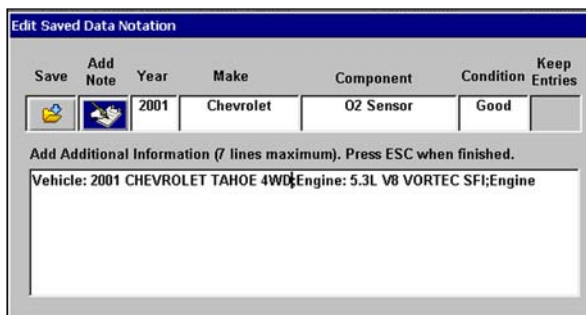 Edit Saved Data Notation
Save Add Note Year Make Component Condition Keep Entries
2001 Chevrolet O2 Sensor Good
Add Additional Information (7 lines maximum). Press ESC when finished.
Vehicle: 2001 CHEVROLET TAHOE 4WD;Engine: 5.3L V8 VORTEC SFI;Engine